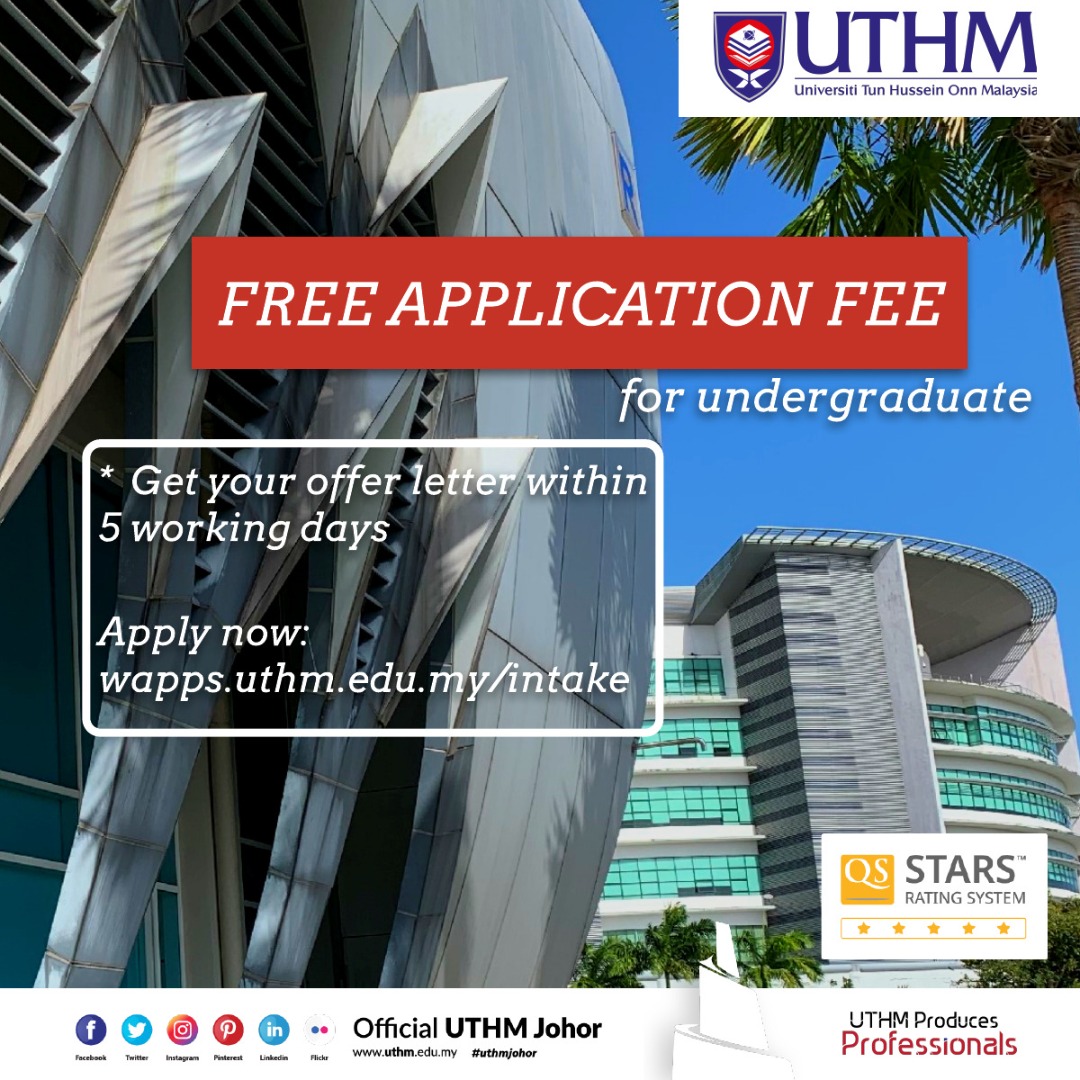 UTHM
Universiti Tun Hussein Onn Malaysia
R
FREE APPLICATION FEE
for undergraduate
* Get your offer letter within
5 working days
Apply now:
wapps.uthm.edu.my/intake
QS STARS™
RATING SYSTEM
Facebook Twitter Instagram Pinterest Linkedin Flickr
Official UTHM Johor
www.uthm.edu.my #uthmjohor
UTHM Produces
Professionals